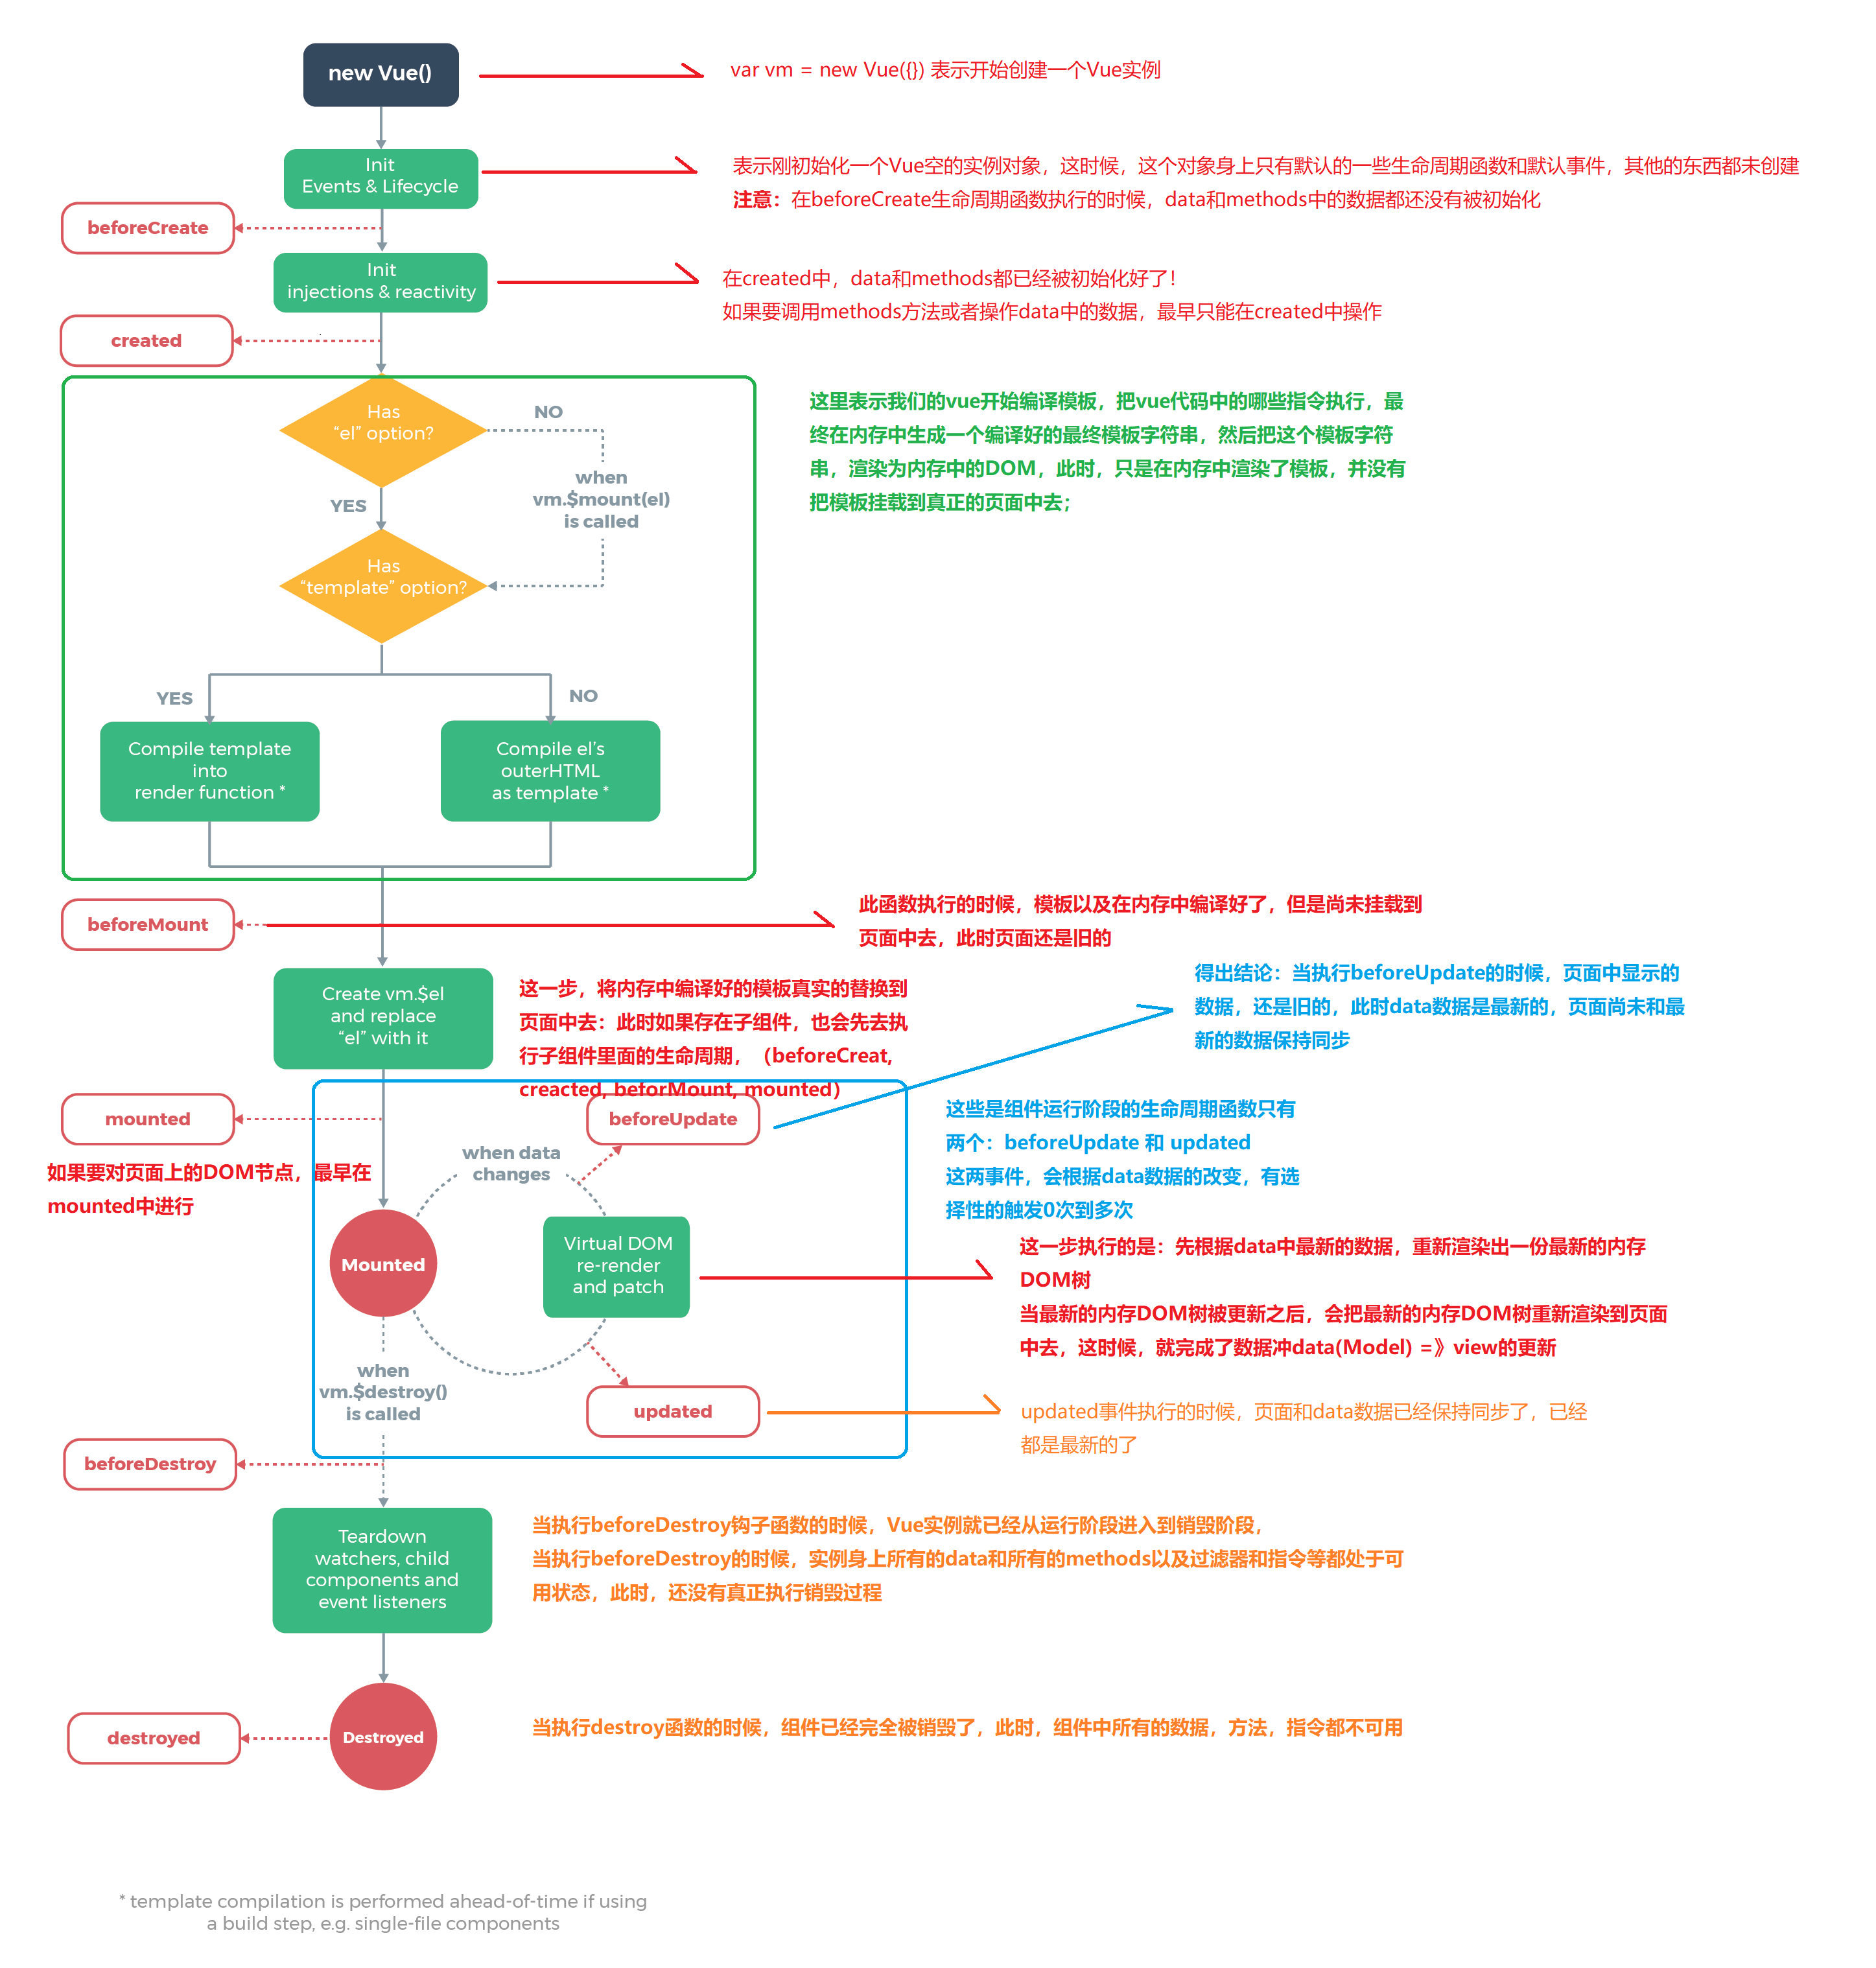 new Vue()
var vm = new Vue({}) 表示开始创建一个Vue实例
Init
Events & Lifecycle
表示刚初始化一个Vue空的实例对象，这时候，这个对象身上只有默认的一些生命周期函数和默认事件，其他的东西都未创建
注意：在beforeCreate生命周期函数执行的时候，data和methods中的数据都还没有被初始化
beforeCreate
Init
injections & reactivity
在created中，data和methods都已经被初始化好了！
如果要调用methods方法或者操作data中的数据，最早只能在created中操作
created
Has
“el” option?
NO
when
vm.$mount(el)
is called
YES
这里表示我们的vue开始编译模板，把vue代码中的哪些指令执行，最
终在内存中生成一个编译好的最终模板字符串，然后把这个模板字符
串，渲染为内存中的DOM，此时，只是在内存中渲染了模板，并没有
把模板挂载到真正的页面中去；
Has
“template” option?
YES
NO
Compile template
into
render function *
Compile el’s
outerHTML
as template *
beforeMount
此函数执行的时候，模板以及在内存中编译好了，但是尚未挂载到
页面中去，此时页面还是旧的
Create vm.$el
and replace
“el” with it
这一步，将内存中编译好的模板真实的替换到
页面中去：此时如果存在子组件，也会先去执
行子组件里面的生命周期，（beforeCreat,
creacted, beforMount, mounted）
得出结论：当执行beforeUpdate的时候，页面中显示的
数据，还是旧的，此时data数据是最新的，页面尚未和最
新的数据保持同步
mounted
如果要对页面上的DOM节点，最早在
mounted中进行
beforeUpdate
when data
changes
这些是组件运行阶段的生命周期函数只有
两个：beforeUpdate 和 updated
这两事件，会根据data数据的改变，有选
择性的触发0次到多次
Mounted
Virtual DOM
re-render
and patch
这一步执行的是：先根据data中最新的数据，重新渲染出一份最新的内存
DOM树
当最新的内存DOM树被更新之后，会把最新的内存DOM树重新渲染到页面
中去，这时候，就完成了数据冲data(Model) =》view的更新
when
vm.$destroy()
is called
updated
updated事件执行的时候，页面和data数据已经保持同步了，已经
都是最新的了
beforeDestroy
Teardown
watchers, child
components and
event listeners
当执行beforeDestroy钩子函数的时候，Vue实例就已经从运行阶段进入到销毁阶段，
当执行beforeDestroy的时候，实例身上所有的data和所有的methods以及过滤器和指令等都处于可
用状态，此时，还没有真正执行销毁过程
destroyed
Destroyed
当执行destroy函数的时候，组件已经完全被销毁了，此时，组件中所有的数据，方法，指令都不可用
* template compilation is performed ahead-of-time if using
a build step, e.g. single-file components